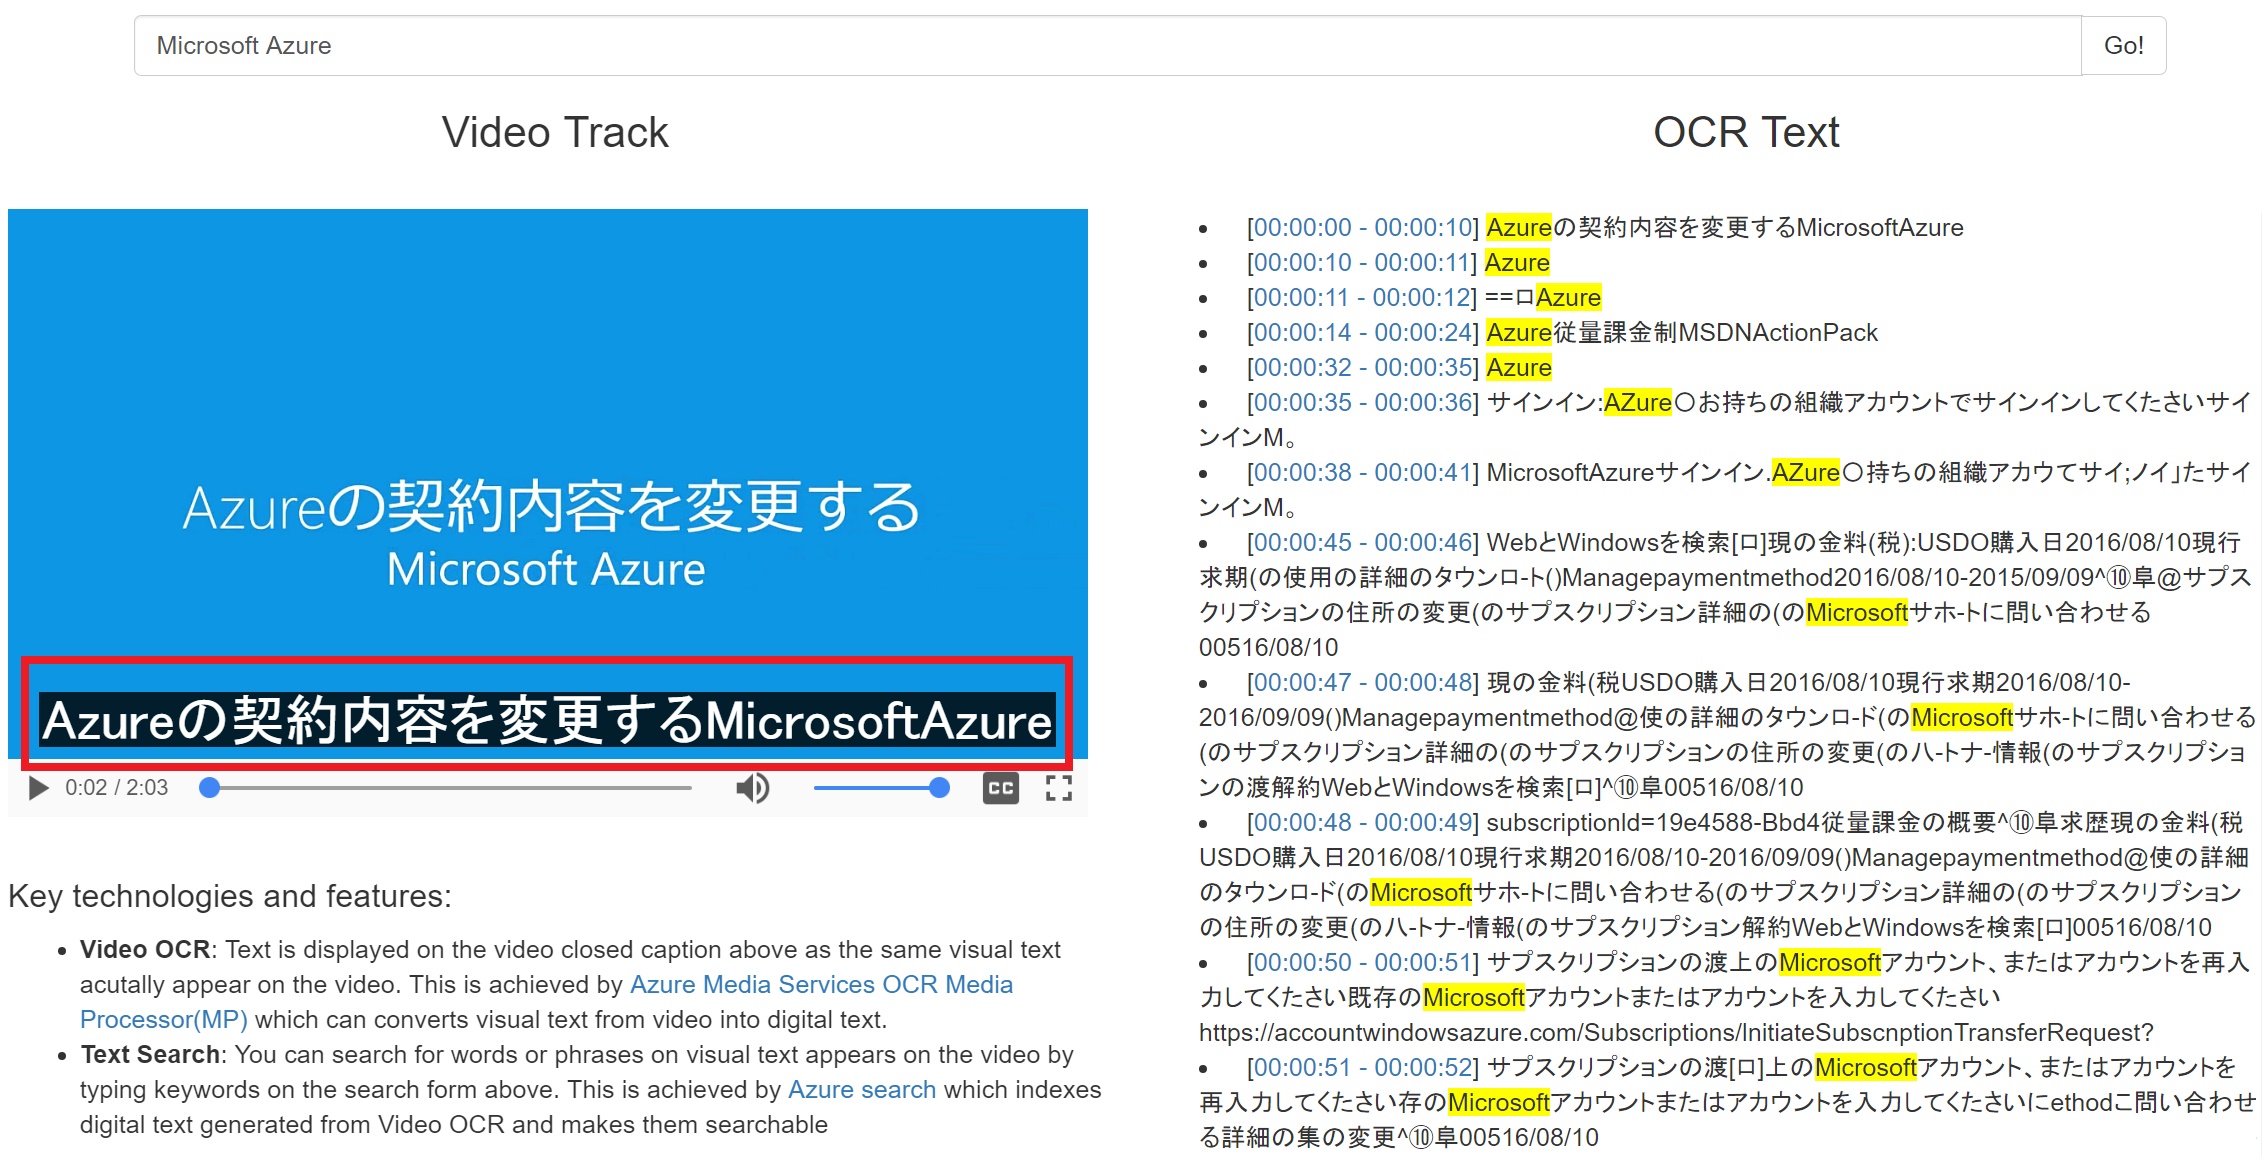 Microsoft Azure
Go!
Video Track
Azureの契約内容を変更する
Microsoft Azure
Azureの契約内容を変更するMicrosoftAzure
0:02 / 2:03
CC
Key technologies and features:
• Video OCR: Text is displayed on the video closed caption above as the same visual text
acutally appear on the video. This is achieved by Azure Media Services OCR Media
Processor(MP) which can converts visual text from video into digital text.
• Text Search: You can search for words or phrases on visual text appears on the video by
typing keywords on the search form above. This is achieved by Azure search which indexes
digital text generated from Video OCR and makes them searchable
OCR Text
• [00:00:00 - 00:00:10] Azureの契約内容を変更するMicrosoftAzure
• [00:00:10 - 00:00:11] Azure
• [00:00:11 - 00:00:12] ==ロAzure
• [00:00:14 - 00:00:24] Azure従量課金制MSDNActionPack
• [00:00:32 - 00:00:35] Azure
• [00:00:35 - 00:00:36] サインイン:AZure〇お持ちの組織アカウントでサインインしてくたさいサイ
ンインM。
• [00:00:38 - 00:00:41] MicrosoftAzureサインイン.AZure〇持ちの組織アカウてサイ;ノイ」たサイ
ンインM。
• [00:00:45 - 00:00:46] WebとWindowsを検索[ロ]現の金料(税):USDO購入日2016/08/10現行
求期(の使用の詳細のタウンロ-ト()Managepaymentmethod2016/08/10-2015/09/09^⑩阜@サプス
クリプションの住所の変更(のサプスクリプション詳細の(のMicrosoftサホ-トに問い合わせる
00516/08/10
• [00:00:47 - 00:00:48] 現の金料(税USDO購入日2016/08/10現行求期2016/08/10-
2016/09/09()Managepaymentmethod@使の詳細のタウンロ-ド(のMicrosoftサホ-トに問い合わせる
(のサプスクリプション詳細の(のサプスクリプションの住所の変更(のハ-トナ-情報(のサプスクリプショ
ンの渡解約WebとWindowsを検索[ロ]^⑩阜00516/08/10
• [00:00:48 - 00:00:49] subscriptionId=19e4588-Bbd4従量課金の概要^⑩阜求歴現の金料(税
USDO購入日2016/08/10現行求期2016/08/10-2016/09/09()Managepaymentmethod@使の詳細
のタウンロ-ド(のMicrosoftサホ-トに問い合わせる(のサプスクリプション詳細の(のサプスクリプション
の住所の変更(のハ-トナ-情報(のサプスクリプション解約WebとWindowsを検索[ロ]00516/08/10
• [00:00:50 - 00:00:51] サプスクリプションの渡上のMicrosoftアカウント、またはアカウントを再入
力してくたさい既存のMicrosoftアカウントまたはアカウントを入力してくたさい
https://accountwindowsazure.com/Subscriptions/InitiateSubscnptionTransferRequest?
• [00:00:51 - 00:00:52] サプスクリプションの渡[ロ]上のMicrosoftアカウント、またはアカウントを
再入力してくたさい存のMicrosoftアカウントまたはアカウントを入力してくたさいにethodこ問い合わせ
る詳細の集の変更^⑩阜00516/08/10